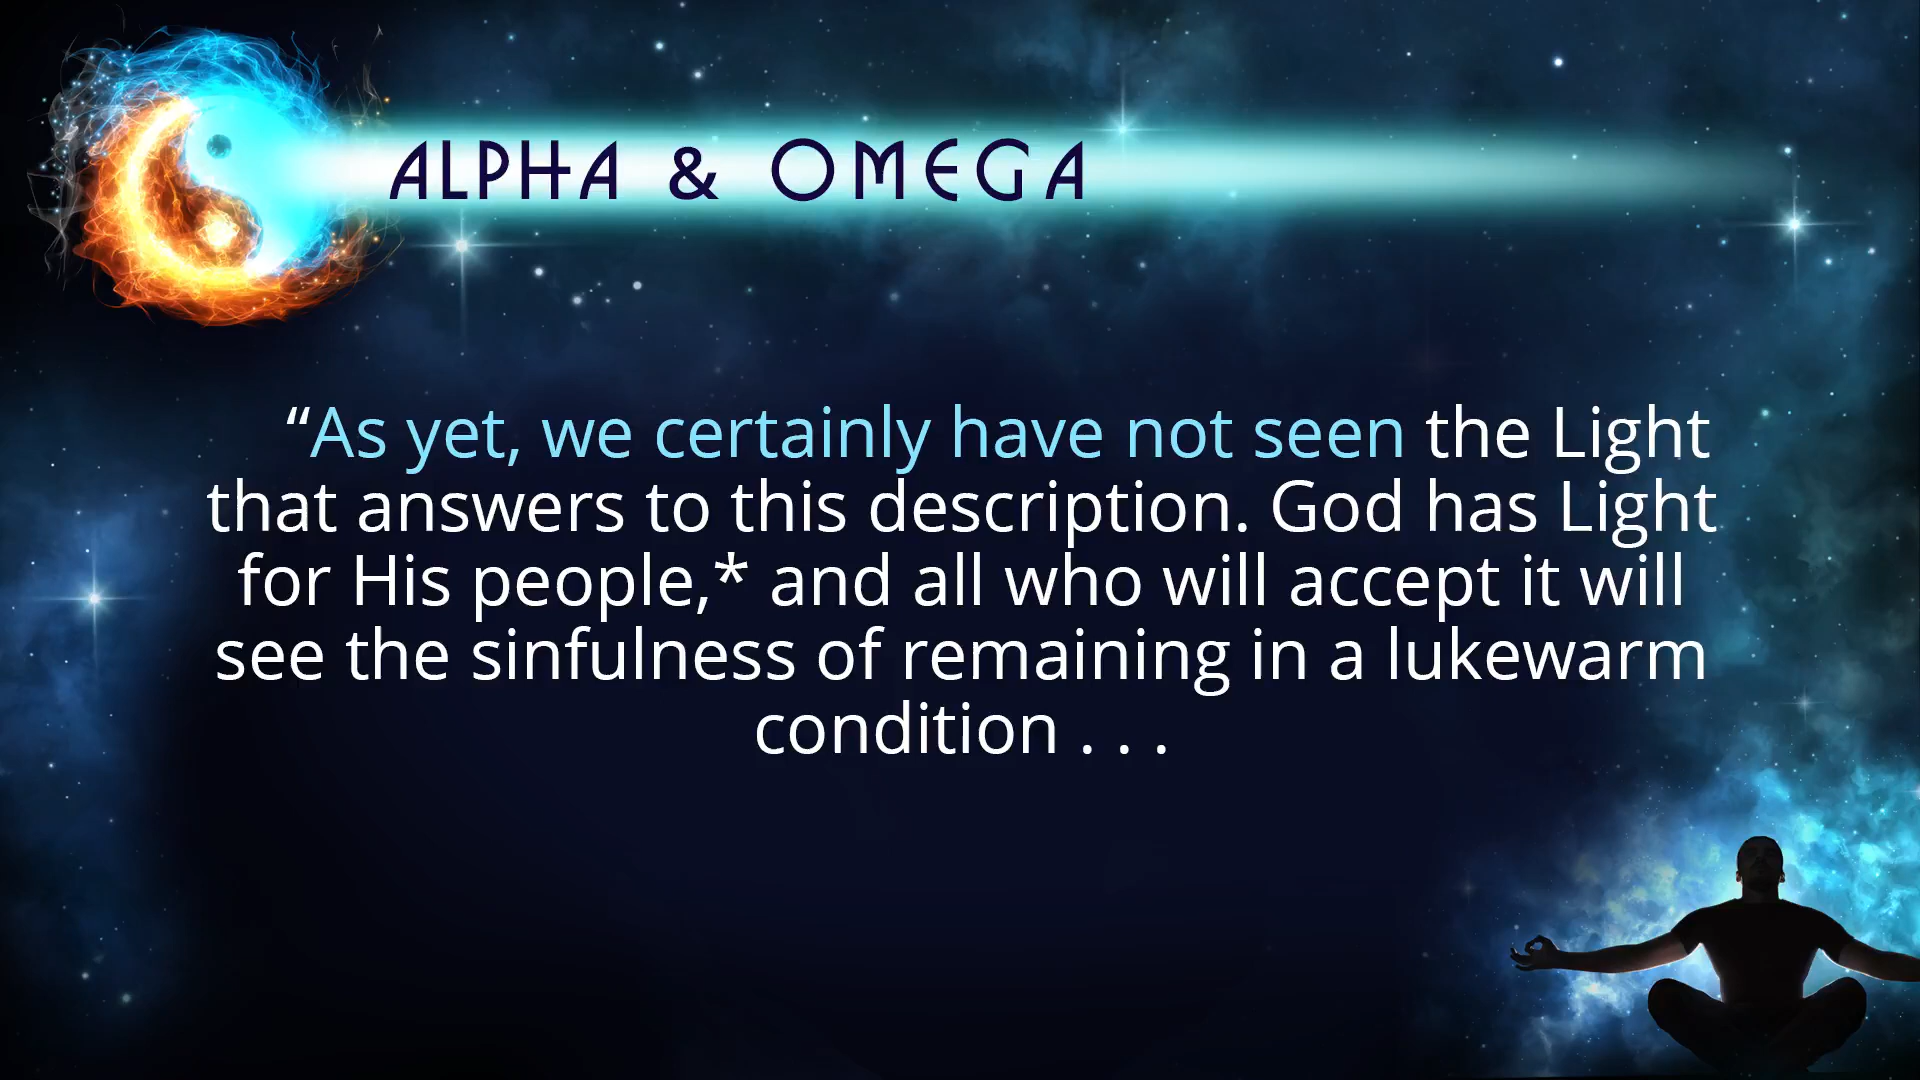 ALPHA & OMEGA
“As yet, we certainly have not seen the Light
that answers to this description. God has Light
for His people,* and all who will accept it will
see the sinfulness of remaining in a lukewarm
condition . . .